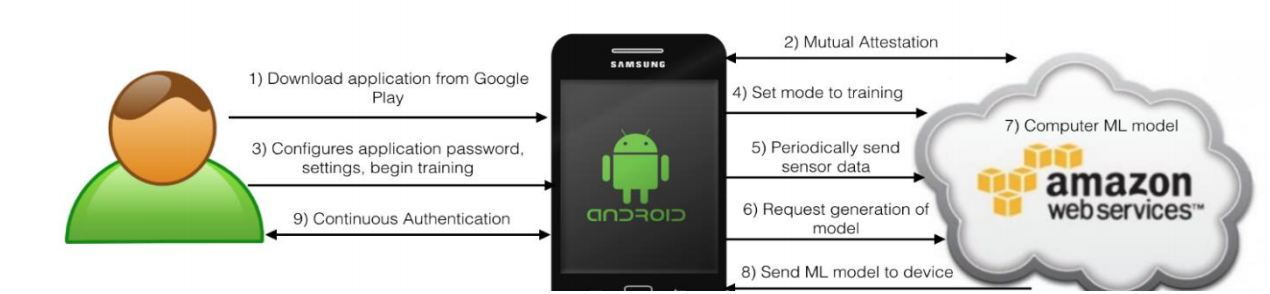 2) Mutual Attestation
SAMSUNG
1) Download application from Google
Play
4) Set mode to training
7) Computer ML model
3) Configures application password,
settings, begin training
5) Periodically send
sensor data
amazon
webservices™
9) Continuous Authentication
ANDROID
6) Request generation of
model
8) Send ML model to device